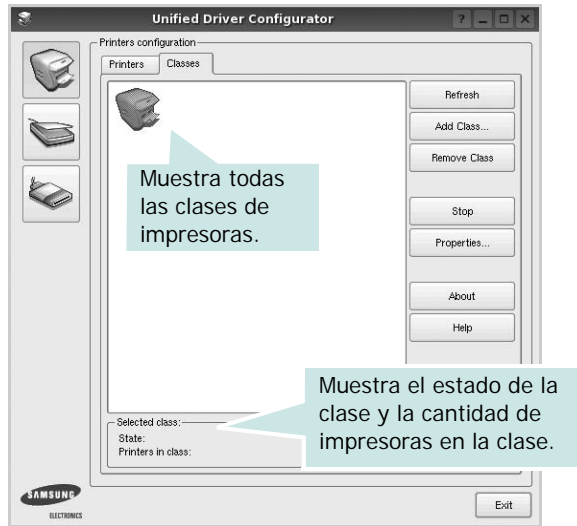 Unified Driver Configurator
Printers configuration
Printers
Classes
Refresh
Add Class...
Remove Class
Stop
Properties...
About
Help
Muestra todas
las clases de
impresoras.
Muestra el estado de la
clase y la cantidad de
impresoras en la clase.
Selected class:
State:
Printers in class:
SAMSUNG
ELECTRONICS
Exit